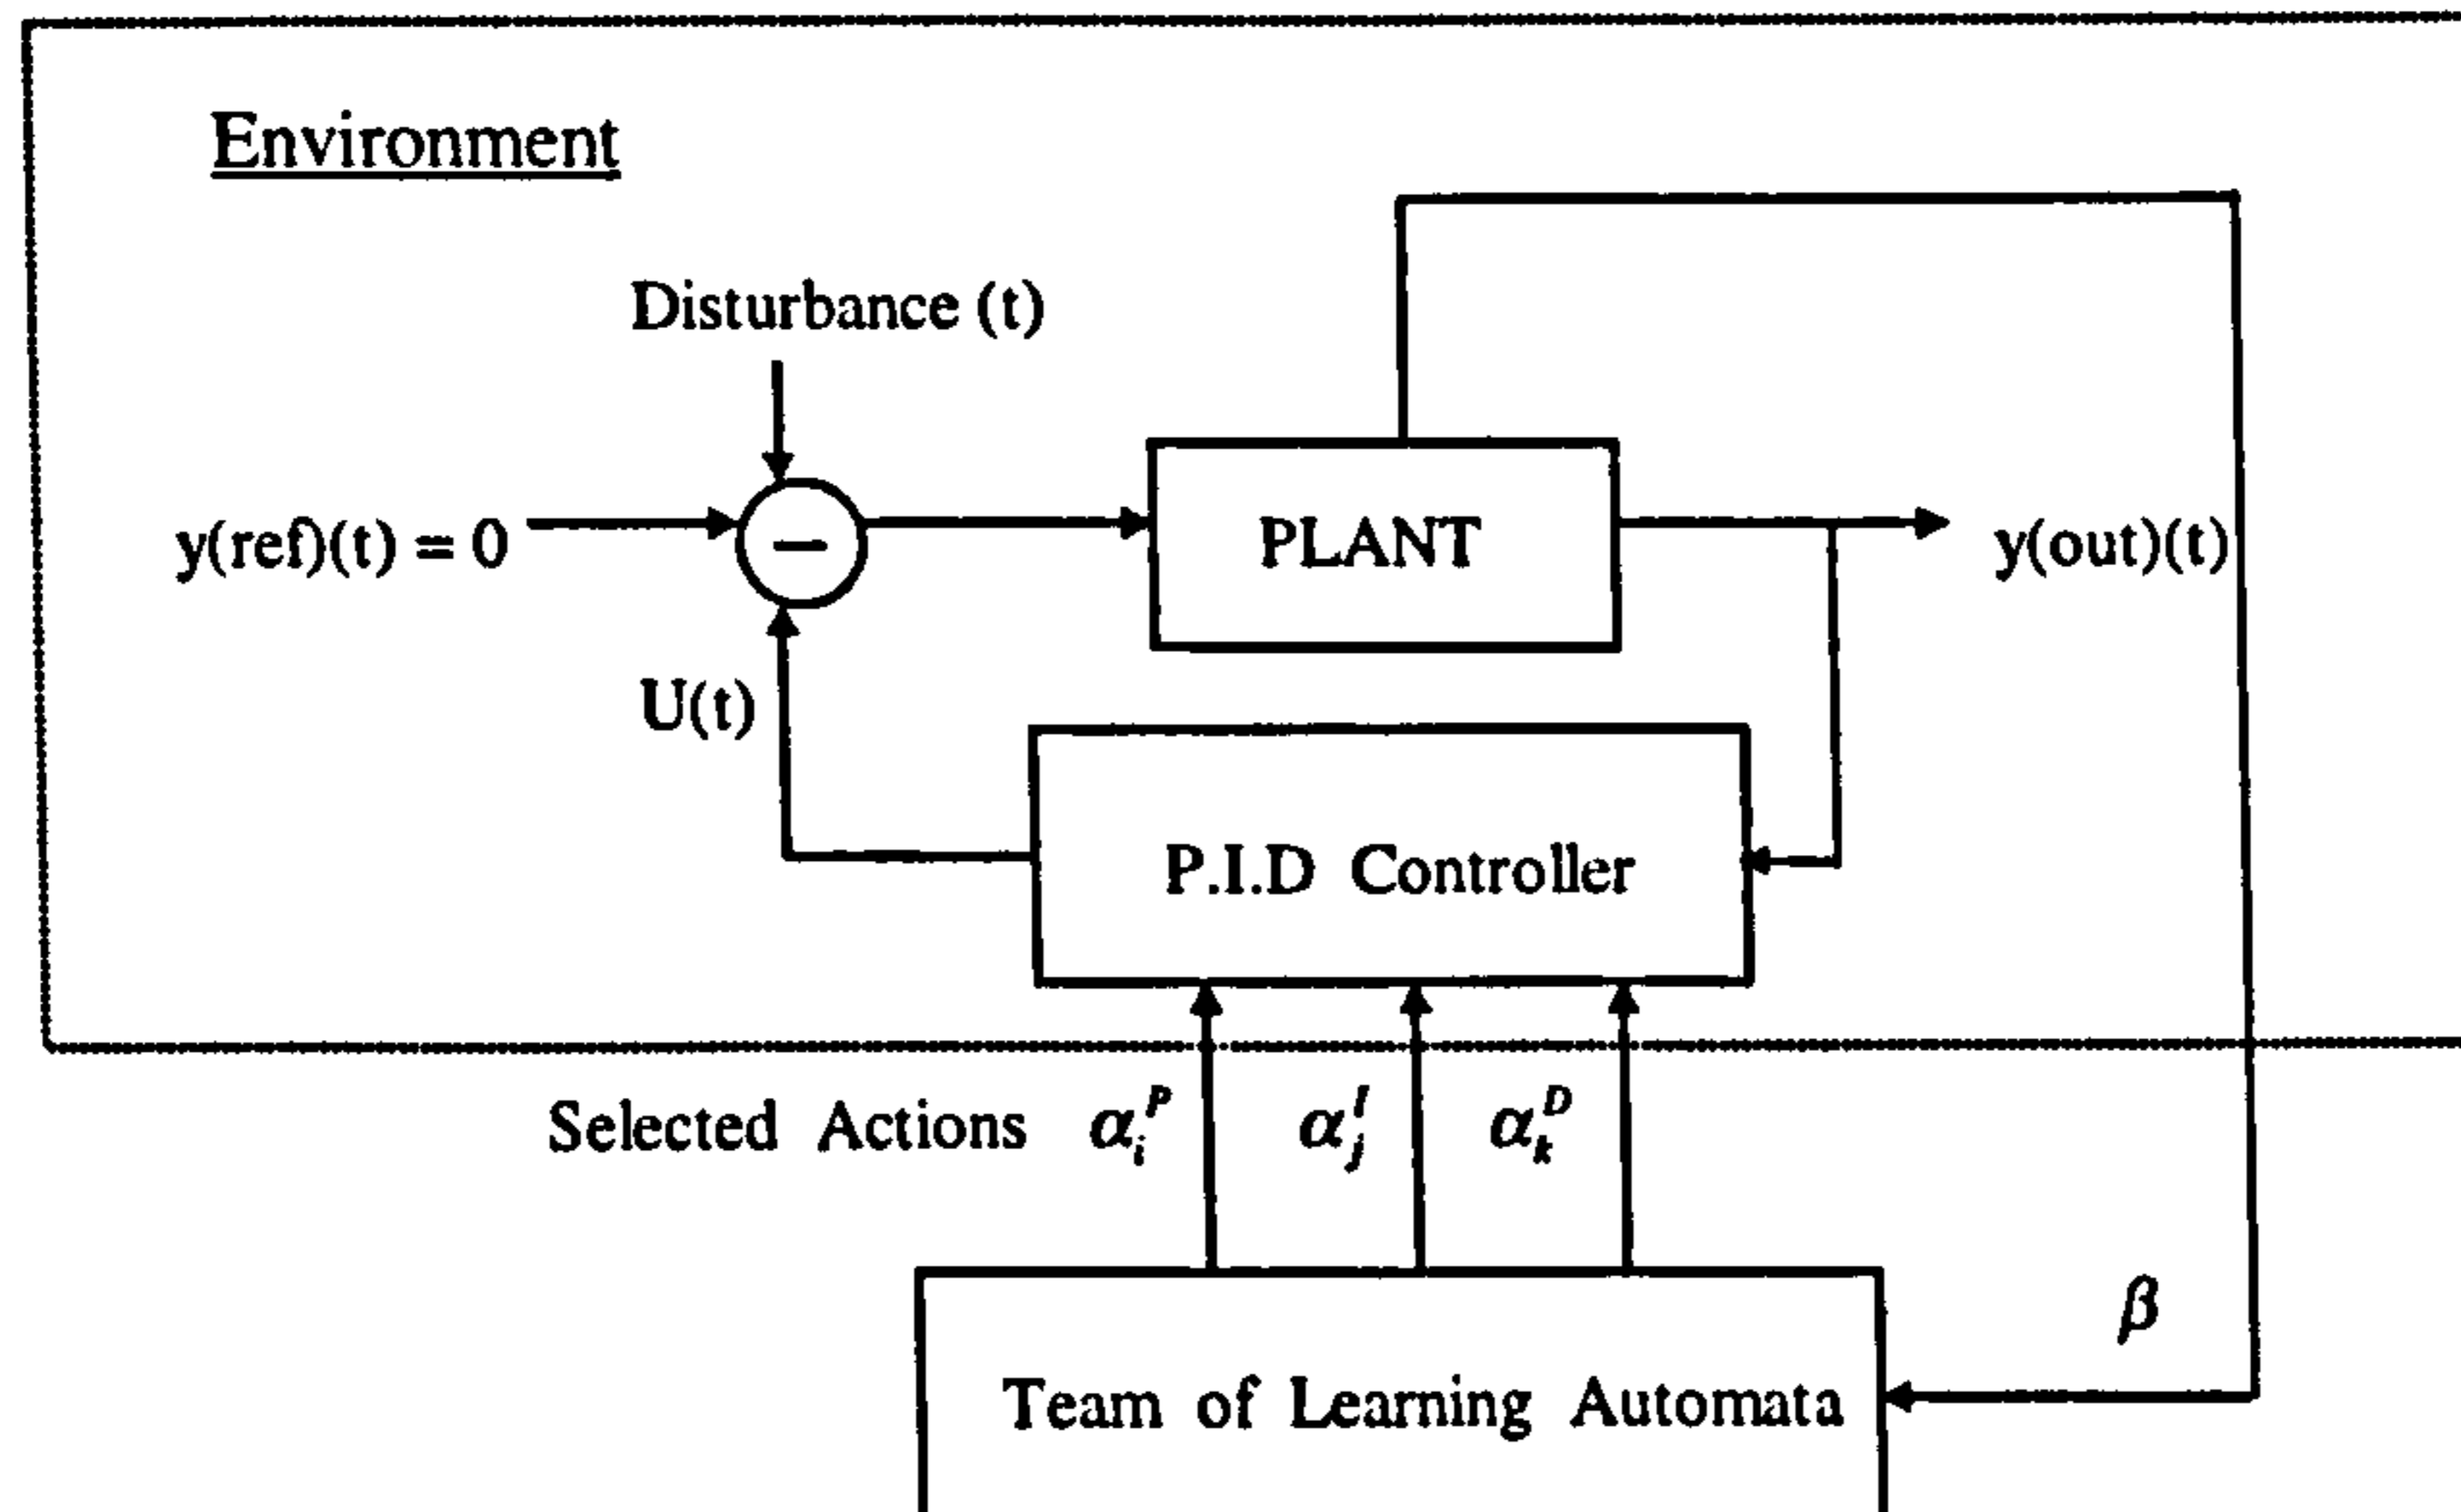 Environment
Disturbance (t)
y(ref)(t) = 0
−
PLANT
y(out)(t)
U(t)
P.I.D Controller
Selected Actions α_i^P α_j^I α_k^D
β
Team of Learning Automata